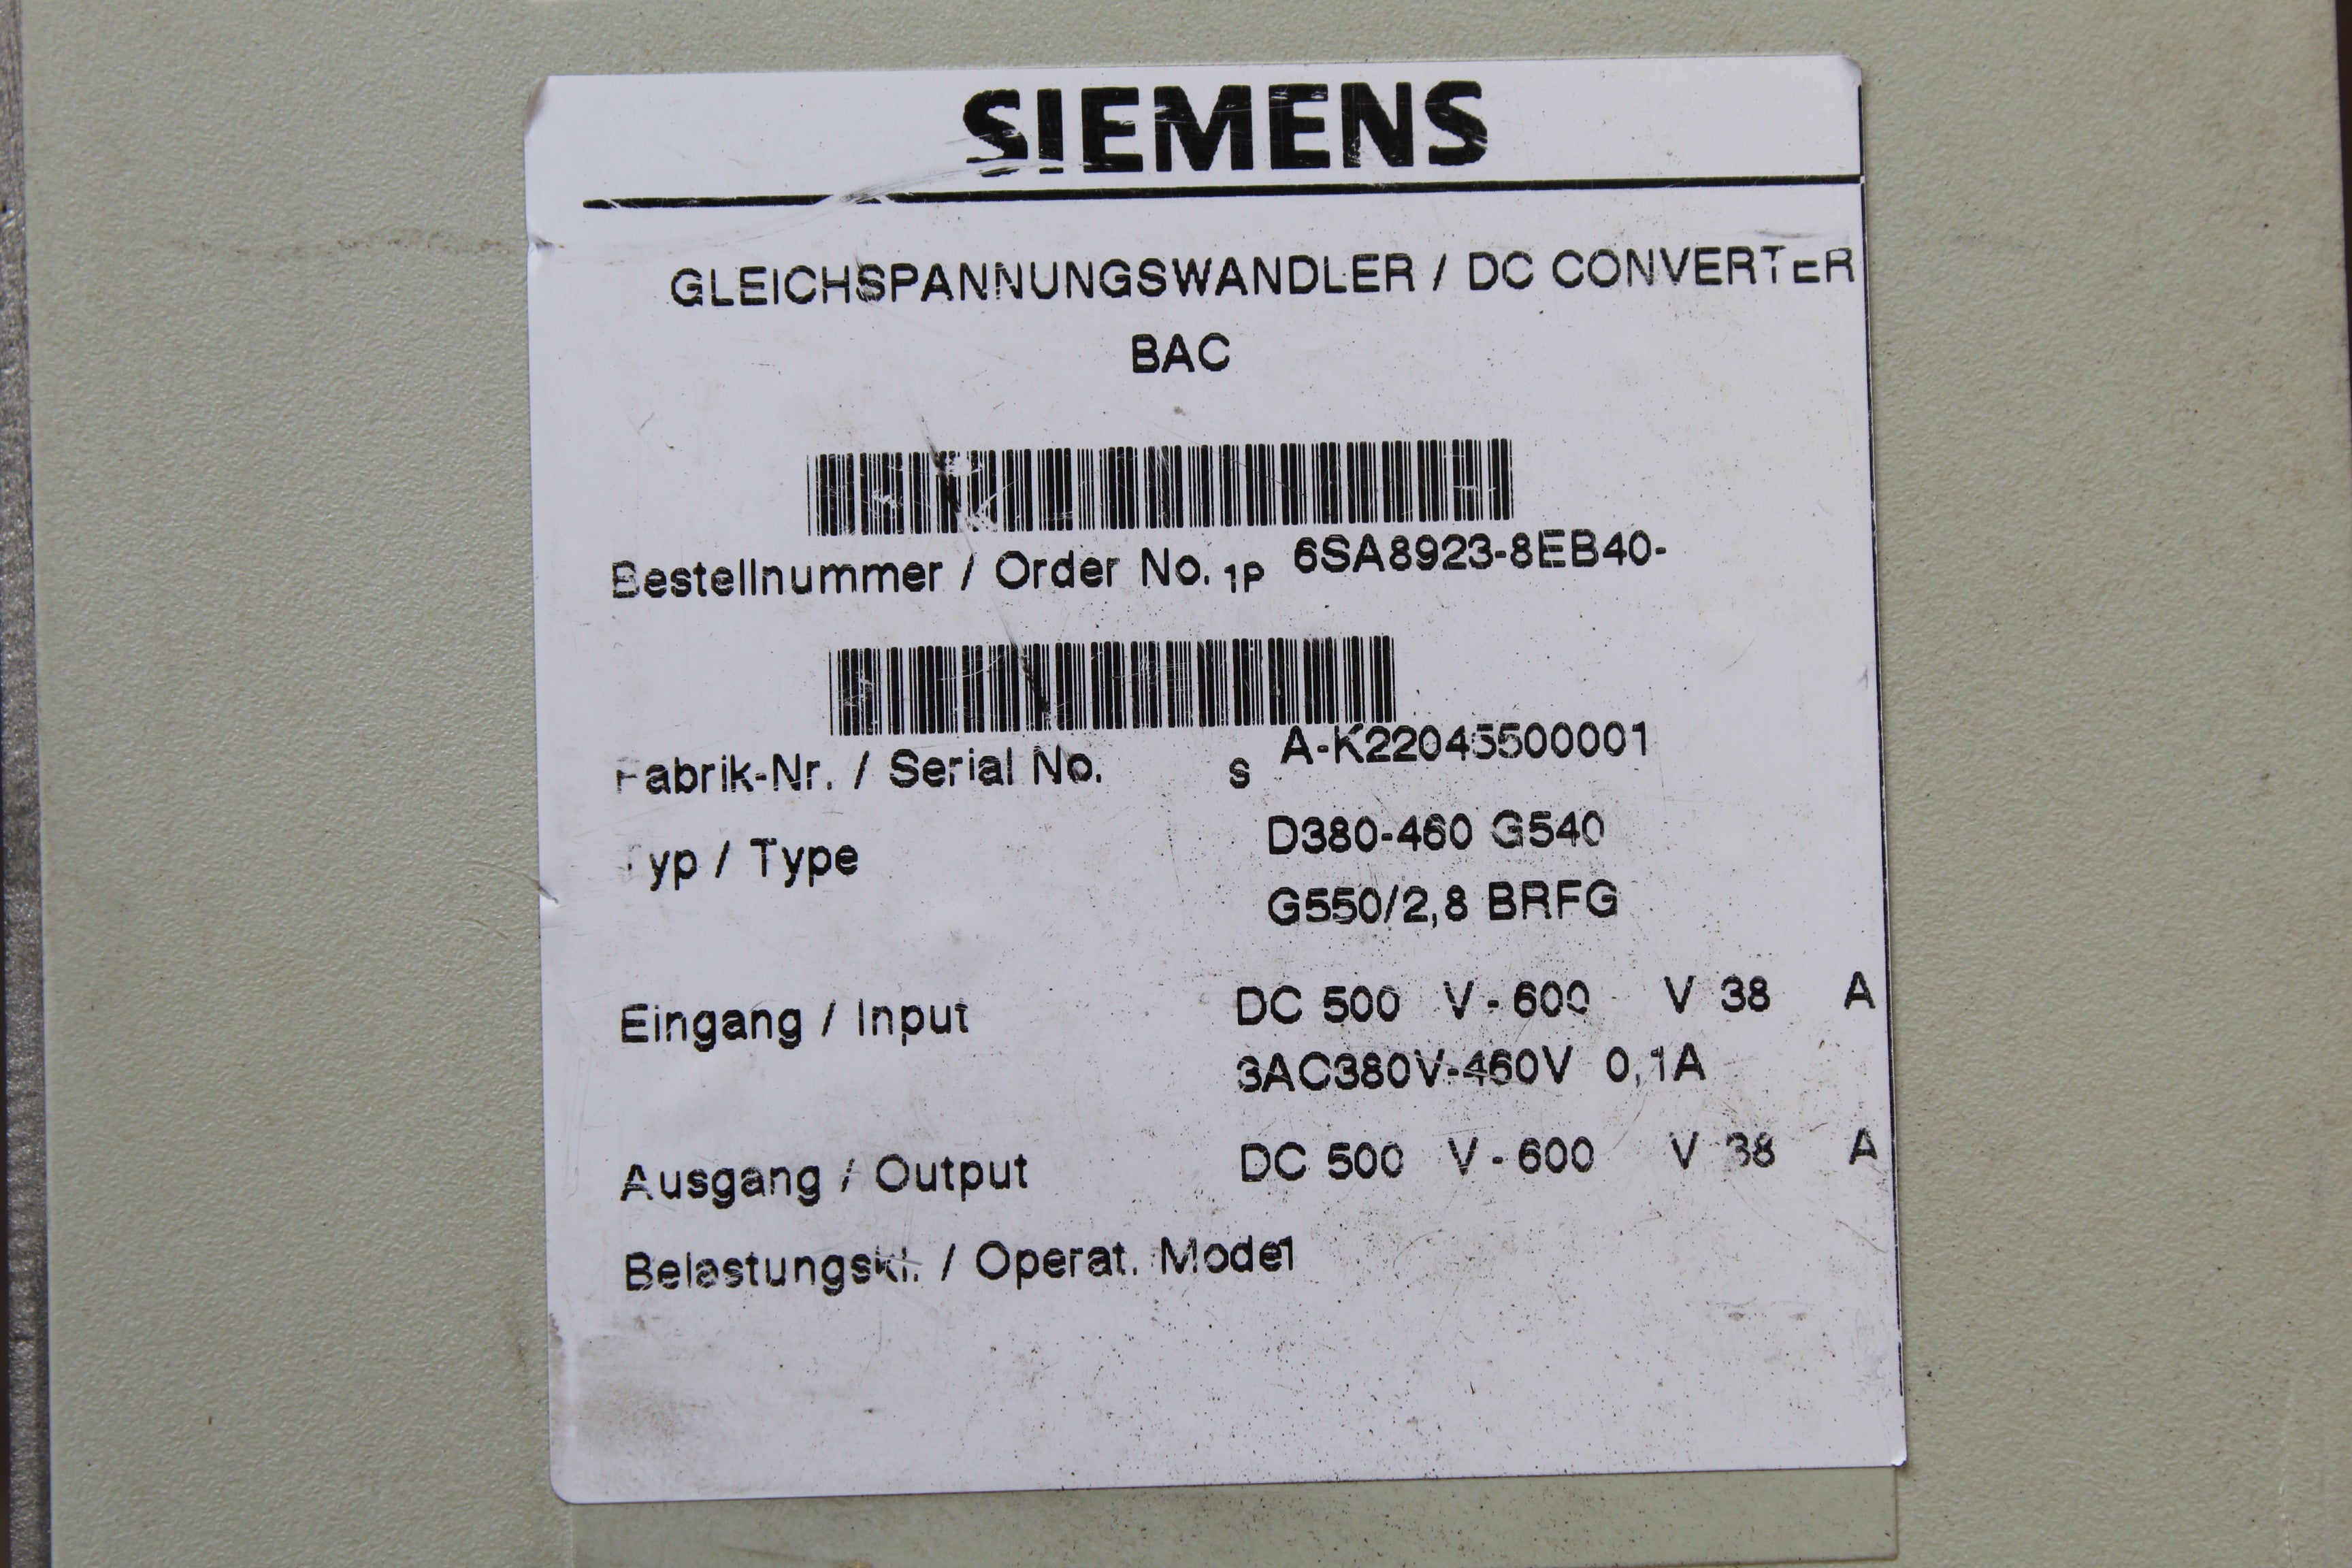 SIEMENS
GLEICHSPANNUNGSWANDLER / DC CONVERTER
BAC
Bestellnummer / Order No. 1P 6SA8923-8EB40-
Fabrik-Nr. / Serial No. S A-K22045500001
Typ / Type D380-460 G540
G550/2,8 BRFG
Eingang / Input DC 500 V - 600 V 38 A
3AC380V-460V 0,1A
Ausgang / Output DC 500 V - 600 V 38 A
Belastungskl. / Operat. Mode1